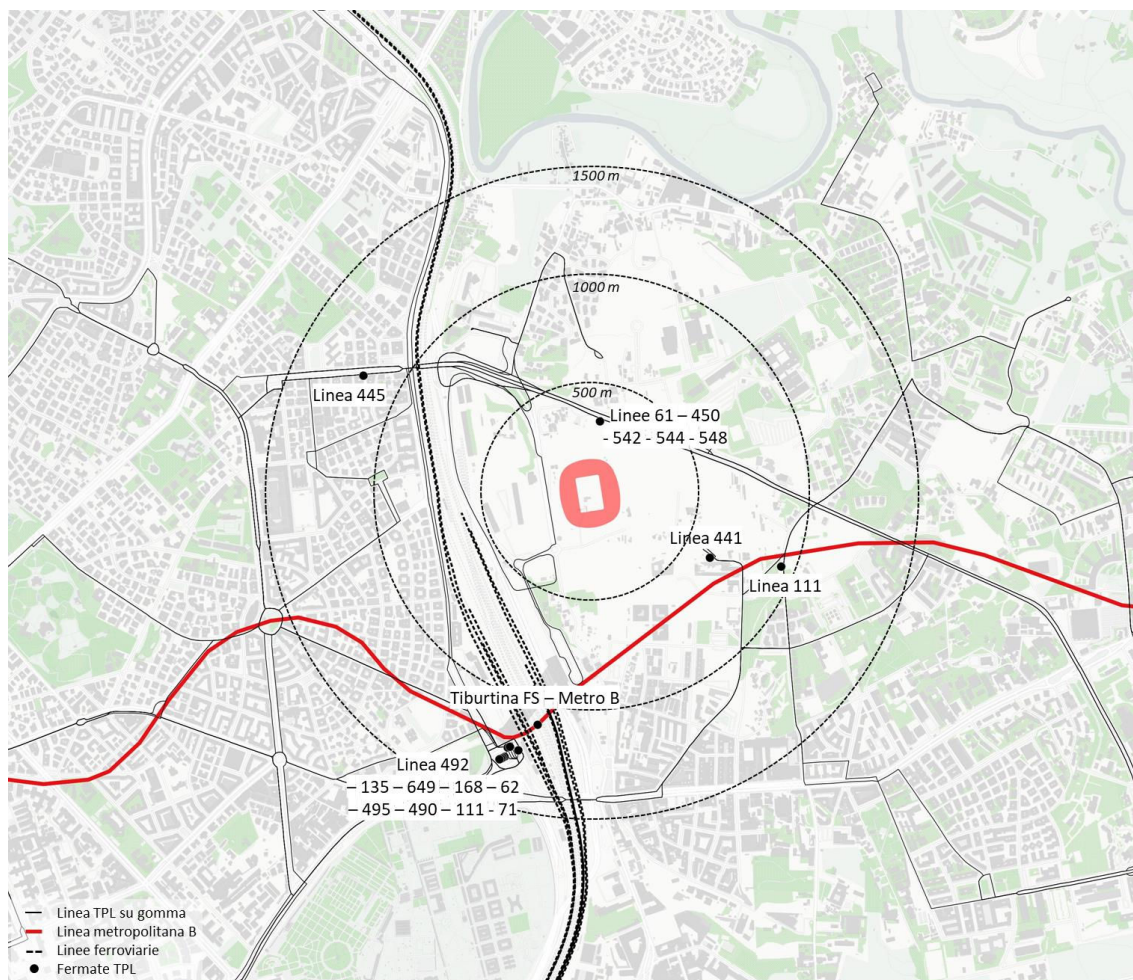 1500 m
1000 m
500 m
Linea 445
Linee 61 – 450
- 542 - 544 - 548
Linea 441
Linea 111
Tiburtina FS – Metro B
Linea 492
– 135 – 649 – 168 – 62
– 495 – 490 – 111 - 71
Linea TPL su gomma
Linea metropolitana B
Linee ferroviarie
Fermate TPL